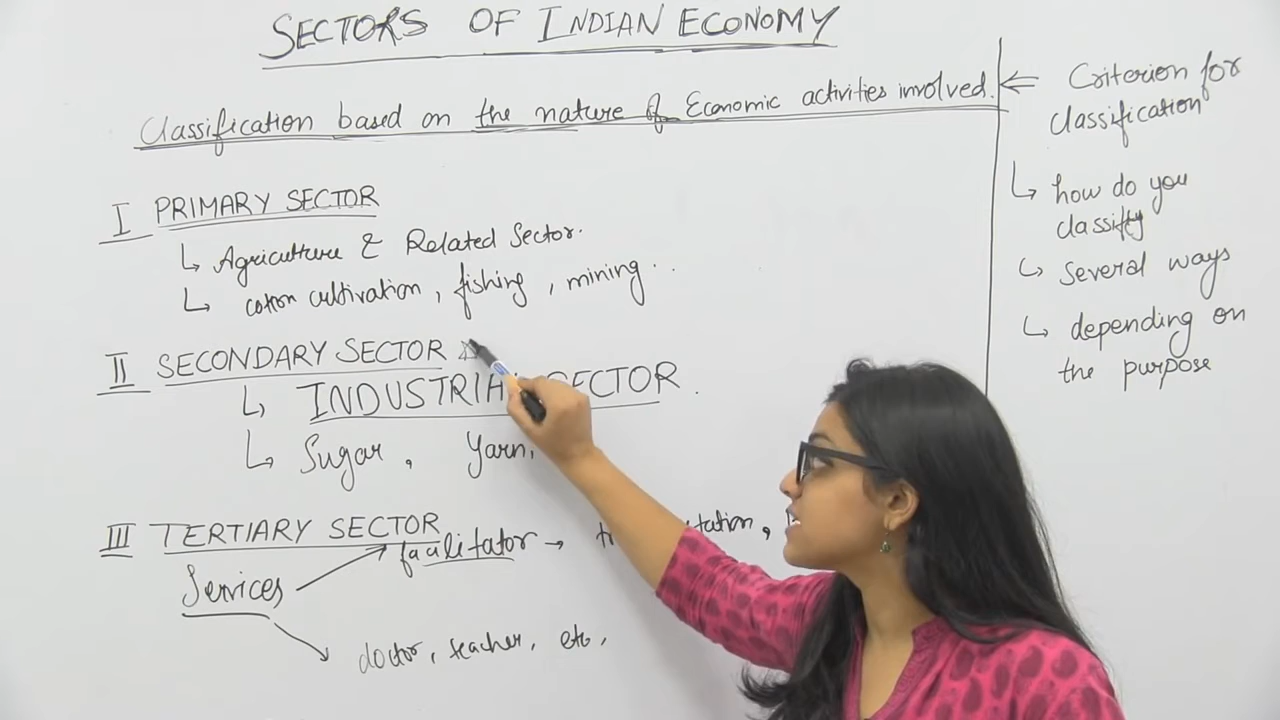 SECTORS OF INDIAN ECONOMY
Classification based on the nature of Economic activities involved.
I PRIMARY SECTOR
Agriculture & Related Sector.
cotton cultivation, fishing, mining..
II SECONDARY SECTOR
INDUSTRIAL SECTOR.
Sugar, Yarn,
III TERTIARY SECTOR
Services
facilitator →
doctor, teacher, etc,
← Criterion for
classification
how do you
classify
several ways
depending on
the purpose